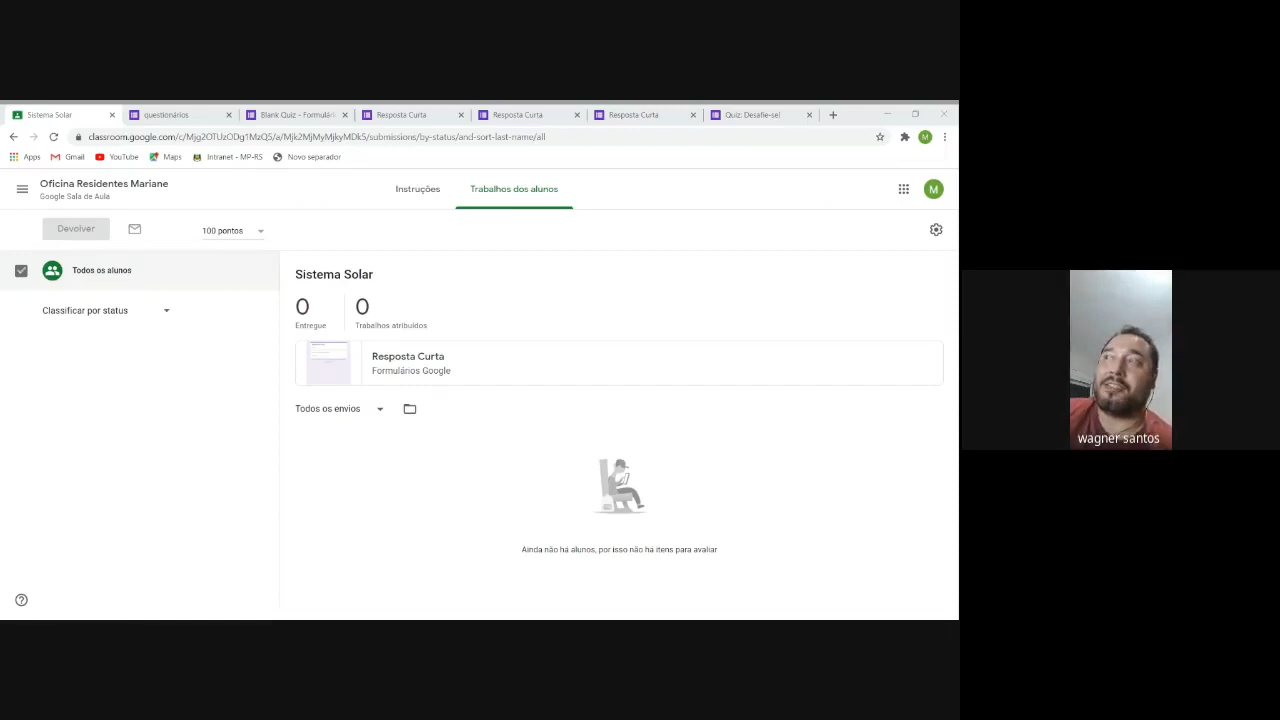 Sistema Solar
questionários
Blank Quiz - Formulári
Resposta Curta
Resposta Curta
Resposta Curta
Quiz: Desafie-se!
classroom.google.com/c/Mjg2OTUzODg1MzQ5/a/Mjk2MjMyMjkyMDk5/submissions/by-status/and-sort-last-name/all
M
Apps
Gmail
YouTube
Maps
Intranet - MP-RS
Novo separador
Oficina Residentes Mariane
Google Sala de Aula
Instruções
Trabalhos dos alunos
M
Devolver
100 pontos
Todos os alunos
Classificar por status
Sistema Solar
0
Entregue
0
Trabalhos atribuídos
Resposta Curta
Formulários Google
Todos os envios
Ainda não há alunos, por isso não há itens para avaliar
wagner santos